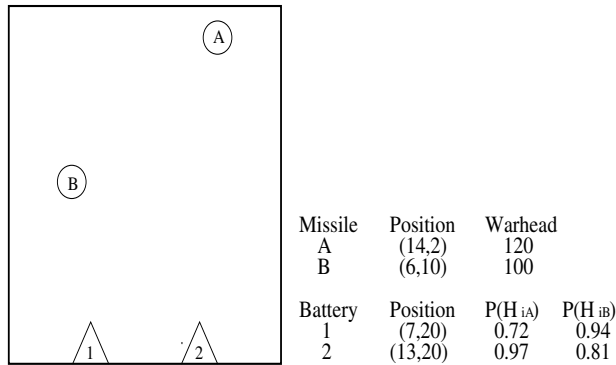 A
B
1 2
Missile Position Warhead
A (14,2) 120
B (6,10) 100
Battery Position P(H iA) P(H iB)
1 (7,20) 0.72 0.94
2 (13,20) 0.97 0.81